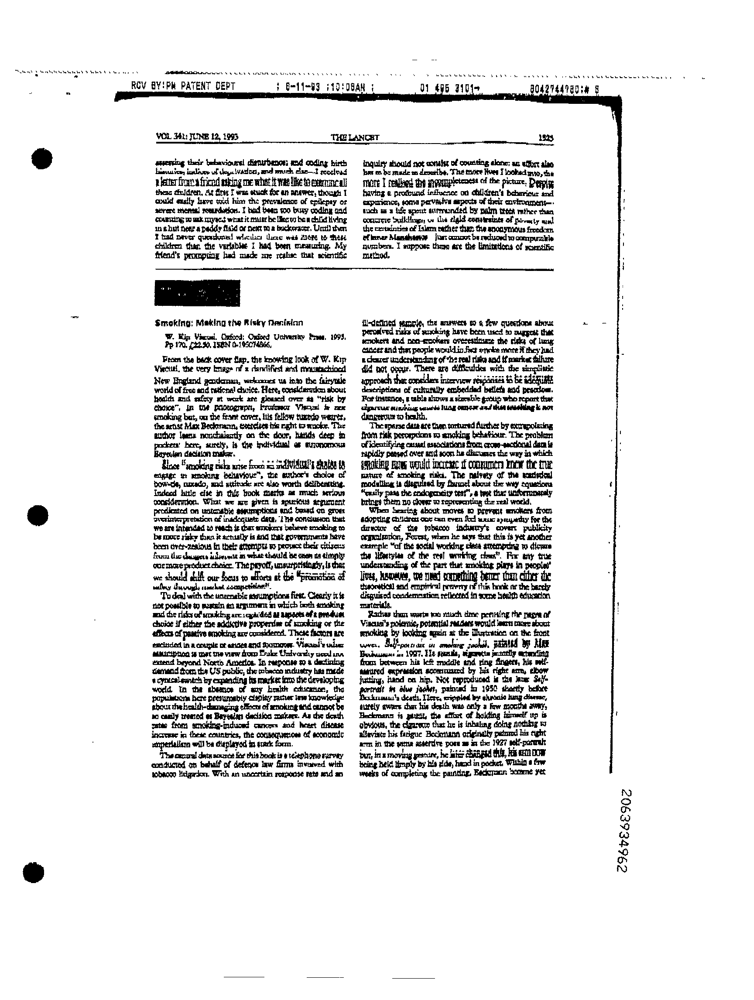 RCV BY:PM PATENT DEPT ; 8-11-93 ;10:08AM ; 01 495 3101→ 8042744780:# 5
VOL 341: JUNE 12, 1993 THE LANCET 1525
assessing their behavioural disturbance; and coding birth
histories, indices of deprivation, and much else—I received
a letter from a friend asking me what it was like to examine all
these children. At first I was stuck for an answer, though I
could easily have told him the prevalence of epilepsy or
severe mental retardation. I had been too busy coding and
counting to ask myself what it must be like to be a child living
in a hut near a paddy field or next to a backwater. Until then
I had never questioned whether there was more to these
children than the variables I had been measuring. My
friend's prompting had made me realise that scientific
inquiry should not consist of counting alone: an effort also
has to be made to describe. The more lives I looked into, the
more I realised the incompleteness of the picture. Despite
having a profound influence on children's behaviour and
experience, some pervasive aspects of their environment—
such as a life spent surrounded by palm trees rather than
concrete buildings, or the rigid constraints of poverty and
the certainties of Islam rather than the anonymous freedom
of inner Manchester just cannot be reduced to computable
numbers. I suppose these are the limitations of scientific
method.
Smoking: Making the Risky Decision
W. Kip Viscusi. Oxford: Oxford University Press. 1993.
Pp 170. £22.50. ISBN 0-195074866.
From the back cover flap, the knowing look of W. Kip
Viscusi, the very image of a dandified and moustachioed
New England gentleman, welcomes us into the fairytale
world of free and rational choice. Here, consideration about
health and safety at work are glossed over as "risk by
choice". In the photograph, Professor Viscusi is not
smoking but, on the front cover, his fellow tuxedo wearer,
the artist Max Beckmann, exercises his right to smoke. The
author leans nonchalantly on the door, hands deep in
pockets: here, surely, is the individual as autonomous
Bayesian decision maker.
Since "smoking risks arise from an individual's choice to
engage in smoking behaviour", the author's choice of
bow-tie, tuxedo, and attitude are also worth deliberating.
Indeed little else in this book merits as much serious
consideration. What we are given is spurious argument
predicated on untenable assumptions and based on gross
overinterpretation of inadequate data. The conclusion that
we are intended to reach is that smokers believe smoking to
be more risky than it actually is and that governments have
been over-zealous in their attempts to protect their citizens
from the dangers inherent in what should be seen as simply
one more product choice. The payoff, unsurprisingly, is that
we should shift our focus to efforts at the "promotion of
safety through market competition".
To deal with the untenable assumptions first. Clearly it is
not possible to sustain an argument in which both smoking
and the risks of smoking are regarded as aspects of a product
choice if either the addictive properties of smoking or the
effects of passive smoking are considered. These factors are
excluded in a couple of asides and footnotes. Viscusi's other
assumption is that the view from Duke University need not
extend beyond North America. In response to a declining
demand from the US public, the tobacco industry has made
a cynical switch by expanding its market into the developing
world. In the absence of any health education, the
populations here presumably display rather less knowledge
about the health-damaging effects of smoking and cannot be
so easily treated as Bayesian decision makers. As the death
rates from smoking-induced cancers and heart disease
increase in these countries, the consequences of economic
imperialism will be displayed in stark form.
The central data source for this book is a telephone survey
conducted on behalf of defence law firms involved with
tobacco litigation. With an uncertain response rate and an
ill-defined sample, the answers to a few questions about
perceived risks of smoking have been used to suggest that
smokers and non-smokers overestimate the risks of lung
cancer and that people would in fact smoke more if they had
a clearer understanding of the real risks and if market failure
did not occur. There are difficulties with the simplistic
approach that considers interview responses to be adequate
descriptions of culturally embedded beliefs and practices.
For instance, a table shows a sizeable group who report that
cigarette smoking causes lung cancer and that smoking is not
dangerous to health.
The sparse data are then tortured further by extrapolating
from risk perceptions to smoking behaviour. The problem
of identifying causal associations from cross-sectional data is
rapidly passed over and soon he discusses the way in which
smoking rates would increase if consumers knew the true
nature of smoking risks. The naivety of the statistical
modelling is disguised by flannel about the way equations
"easily pass the endogeneity test", a test that unfortunately
brings them no closer to representing the real world.
When hearing about moves to prevent smokers from
adopting children one can even feel some sympathy for the
director of the tobacco industry's covert publicity
organisation, Forest, when he says that this is yet another
example "of the social working class attempting to dictate
the lifestyles of the real working class". For any true
understanding of the part that smoking plays in peoples'
lives, however, we need something better than either the
theoretical and empirical poverty of this book or the barely
disguised condemnation reflected in some health education
materials.
Rather than waste too much time perusing the pages of
Viscusi's polemic, potential readers would learn more about
smoking by looking again at the illustration on the front
cover. Self-portrait in smoking jacket, painted by Max
Beckmann in 1927. His stance, cigarette jauntily extending
from between his left middle and ring fingers, his self-
assured expression accentuated by his right arm, elbow
jutting, hand on hip. Not reproduced is the later Self-
portrait in blue jacket, painted in 1950 shortly before
Beckmann's death. Here, crippled by chronic lung disease,
surely aware that his death was only a few months away,
Beckmann is gaunt, the effort of holding himself up is
obvious, the cigarette that he is inhaling doing nothing to
alleviate his fatigue. Beckmann originally painted his right
arm in the same assertive pose as in the 1927 self-portrait
but, in a moving gesture, he later changed this, his arm now
being held limply by his side, hand in pocket. Within a few
weeks of completing the painting, Beckmann became yet
2063934962